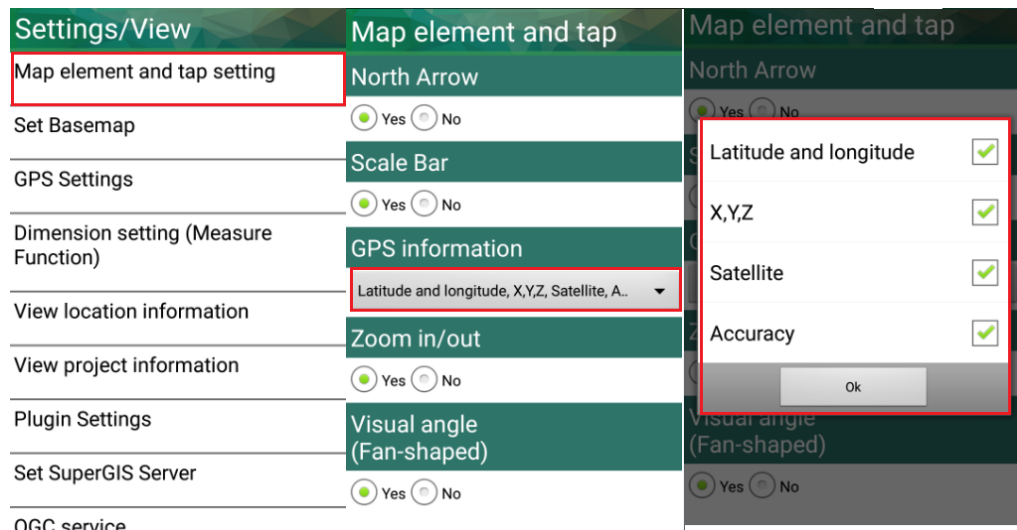 Settings/View
Map element and tap setting
Set Basemap
GPS Settings
Dimension setting (Measure
Function)
View location information
View project information
Plugin Settings
Set SuperGIS Server
OGC service
Map element and tap
North Arrow
Yes No
Scale Bar
Yes No
GPS information
Latitude and longitude, X,Y,Z, Satellite, A..
Zoom in/out
Yes No
Visual angle
(Fan-shaped)
Yes No
Map element and tap
North Arrow
Yes No
Latitude and longitude
X,Y,Z
Satellite
Accuracy
Ok
Visual angle
(Fan-shaped)
Yes No